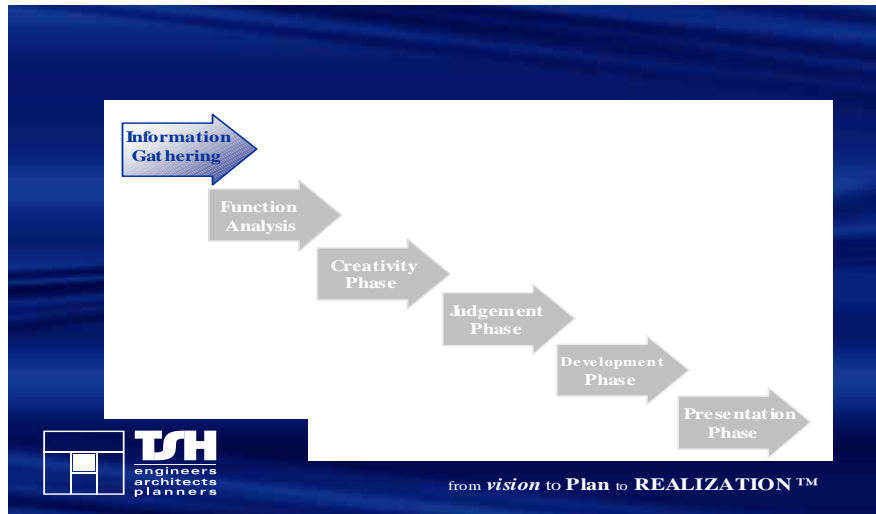 Information
Gathering
Function
Analysis
Creativity
Phase
Judgement
Phase
Development
Phase
Presentation
Phase
TSH
engineers
architects
planners
from vision to Plan to REALIZATION ™